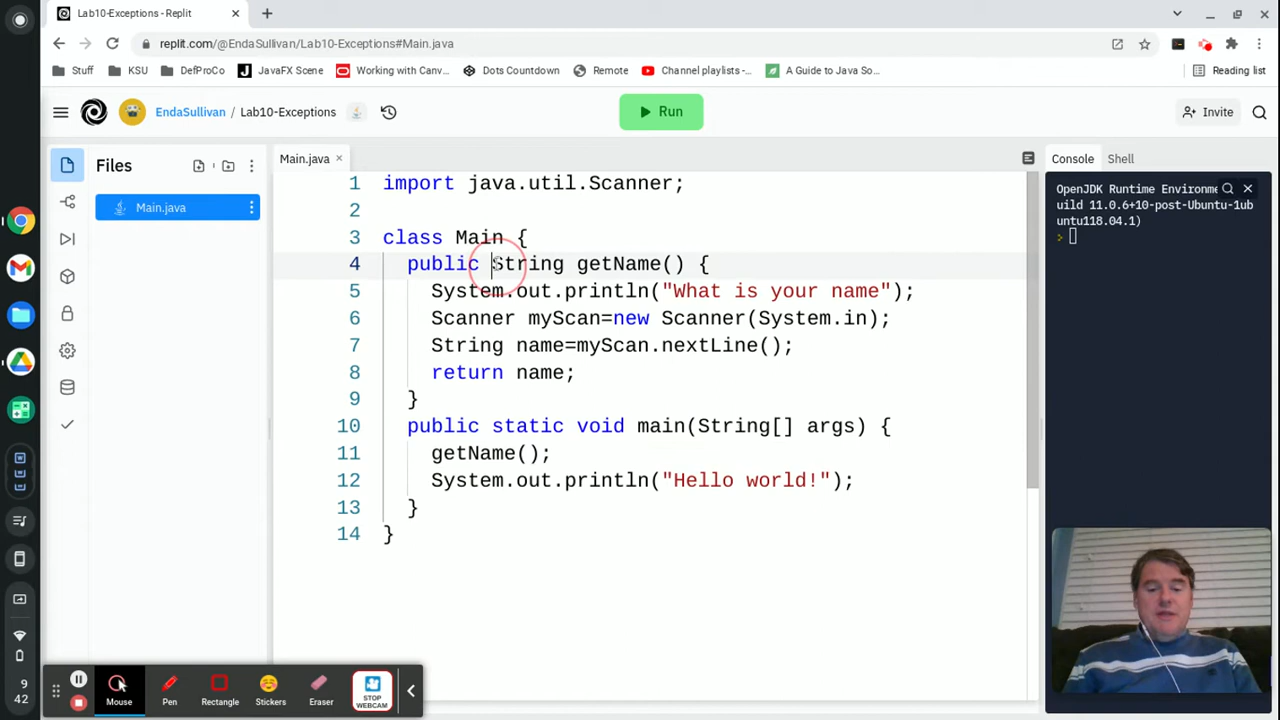 Lab10-Exceptions - Replit
replit.com/@EndaSullivan/Lab10-Exceptions#Main.java
Stuff
KSU
DefProCo
JavaFX Scene
Working with Canv...
Dots Countdown
Remote
Channel playlists -...
A Guide to Java So...
Reading list
EndaSullivan / Lab10-Exceptions
Run
Invite
Files
Main.java
Main.java
Console
Shell
1 import java.util.Scanner;
2
3 class Main {
4 public String getName() {
5 System.out.println("What is your name");
6 Scanner myScan=new Scanner(System.in);
7 String name=myScan.nextLine();
8 return name;
9 }
10 public static void main(String[] args) {
11 getName();
12 System.out.println("Hello world!");
13 }
14 }
OpenJDK Runtime Environme
uild 11.0.6+10-post-Ubuntu-1ub
untu118.04.1)
>
9
42
Mouse
Pen
Rectangle
Stickers
Eraser
STOP
WEBCAM